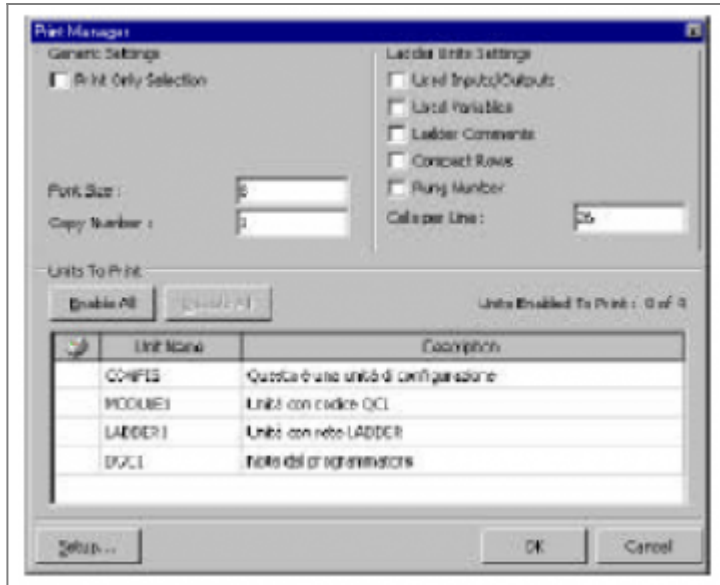 Print Manager
Generic Settings
Print Only Selection
Font Size :
Copy Number :
Ladder Units Settings
Used Inputs/Outputs
Used Variables
Ladder Comments
Compact Rows
Rung Number
Cells per Line :
Units To Print
Enable All
Disable All
Units Enabled To Print : 0 of 4
Unit Name Description
CONFIG Questa è una unità di configurazione
MODULE1 Unità con codice QCL
LADDER1 Unità con rete LADDER
DOC1 Note del programmatore
Setup... OK Cancel